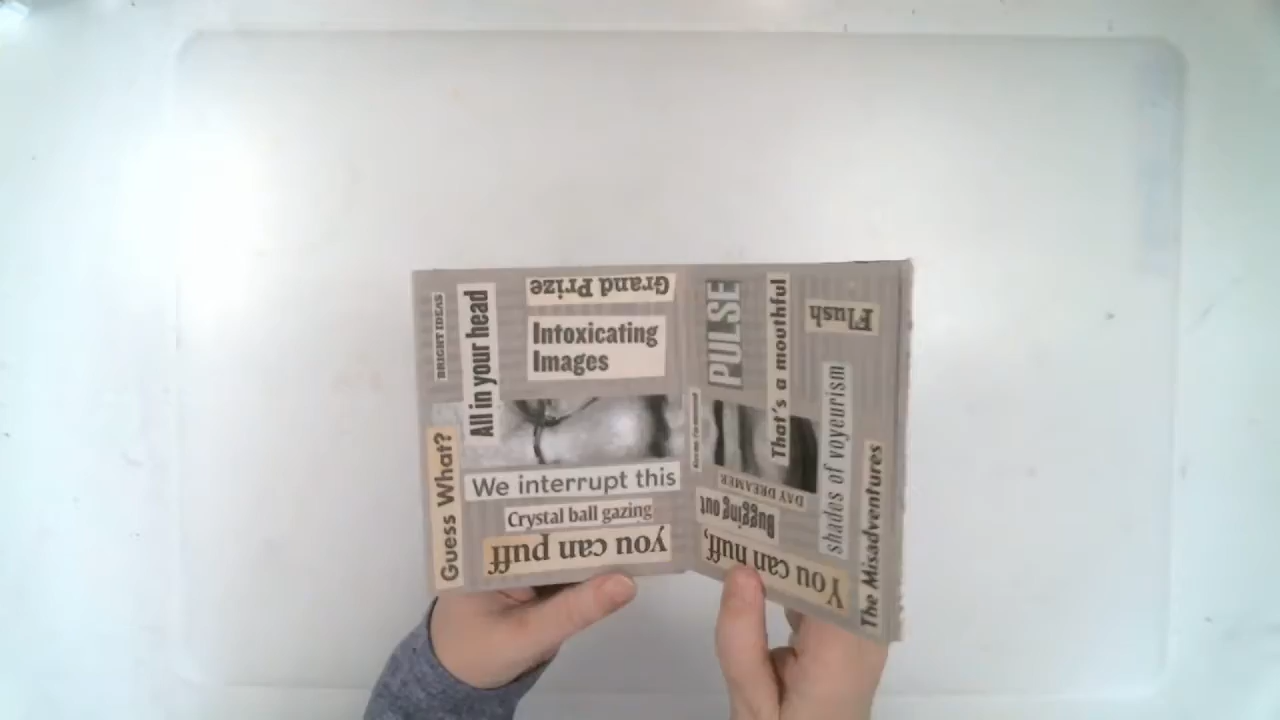 BRIGHT IDEAS
All in your head
Grand Prize
Intoxicating
Images
Guess What?
We interrupt this
Crystal ball gazing
you can puff
PULSE
That's a mouthful
Flush
shades of voyeurism
DAY DREAMER
Bugging out
You can huff,
The Misadventures